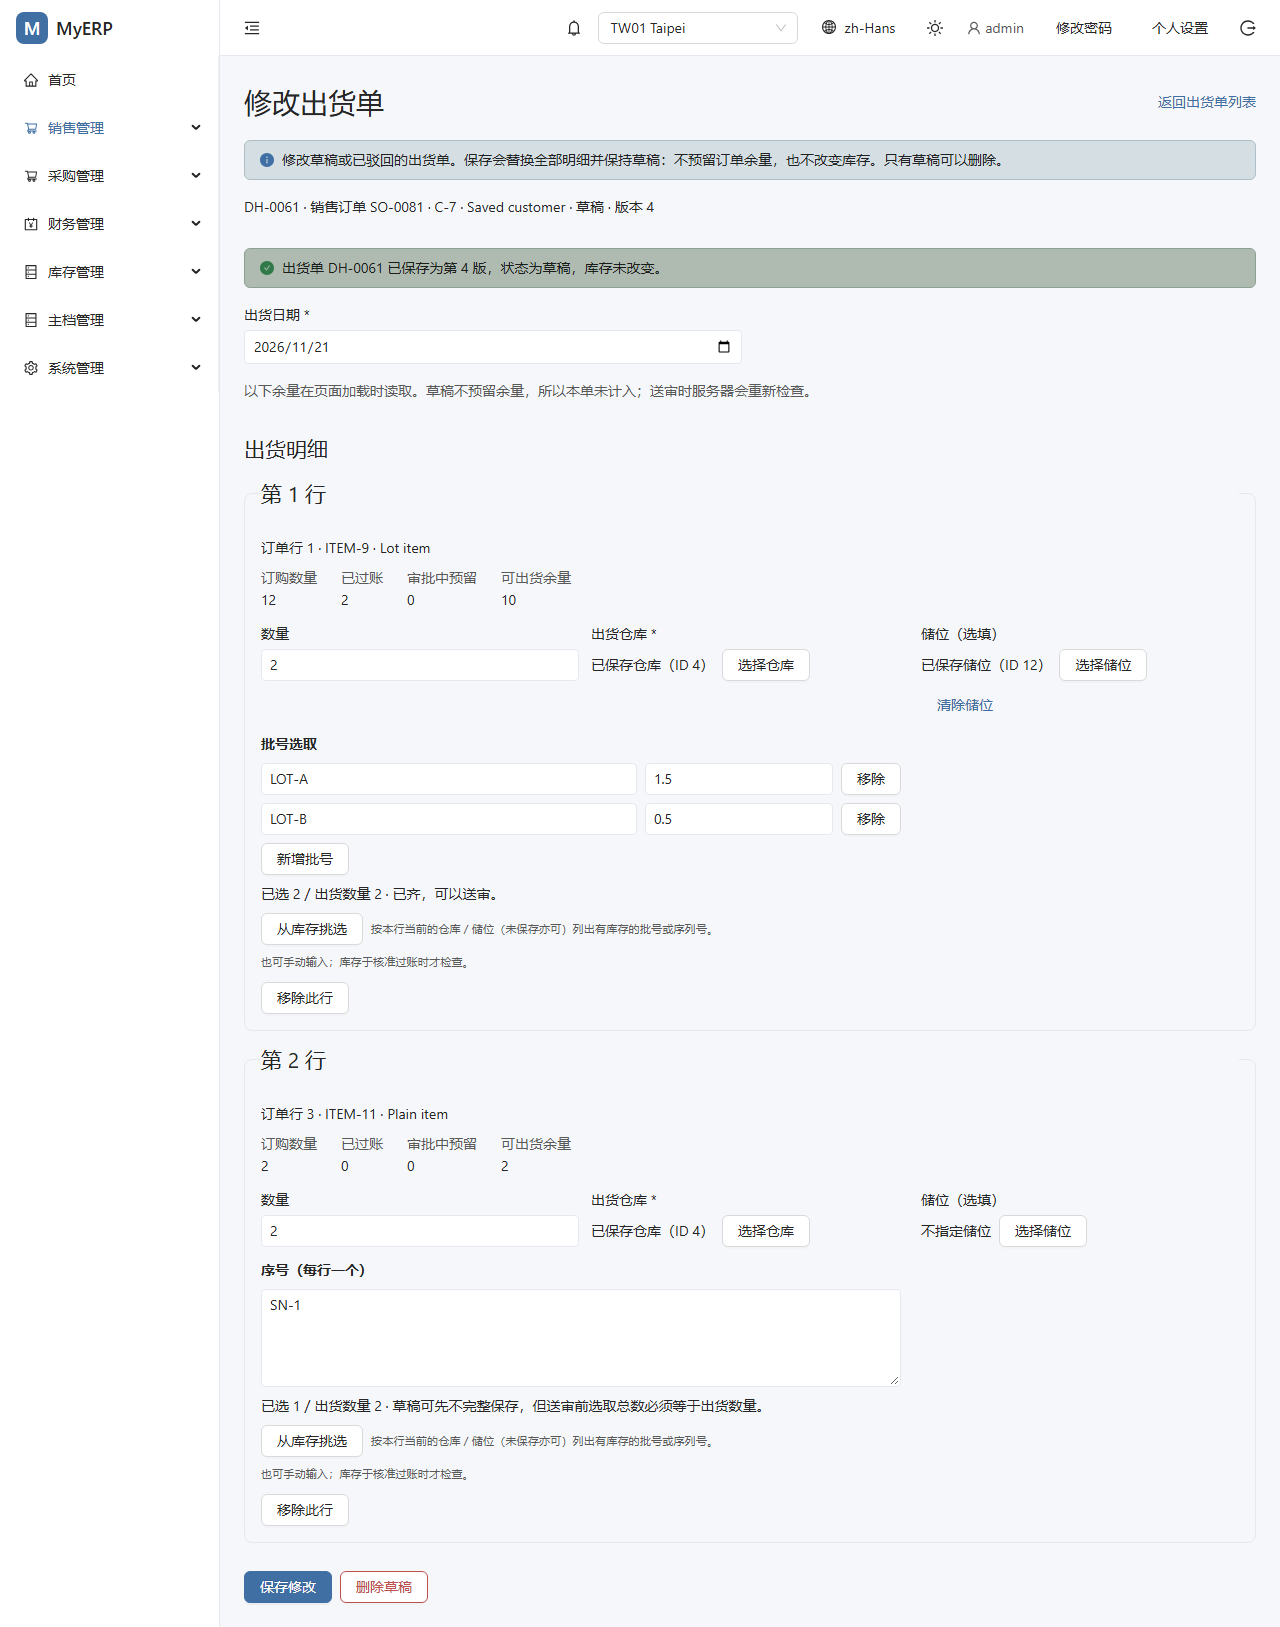 M MyERP
TW01 Taipei
zh-Hans
admin
修改密码
个人设置
首页
销售管理
采购管理
财务管理
库存管理
主档管理
系统管理
修改出货单
返回出货单列表
修改草稿或已驳回的出货单。保存会替换全部明细并保持草稿：不预留订单余量，也不改变库存。只有草稿可以删除。
DH-0061 · 销售订单 SO-0081 · C-7 · Saved customer · 草稿 · 版本 4
出货单 DH-0061 已保存为第 4 版，状态为草稿，库存未改变。
出货日期 *
2026/11/21
以下余量在页面加载时读取。草稿不预留余量，所以本单未计入；送审时服务器会重新检查。
出货明细
第 1 行
订单行 1 · ITEM-9 · Lot item
订购数量 已过账 审批中预留 可出货余量
12 2 0 10
数量 出货仓库 * 储位（选填）
2 已保存仓库（ID 4） 选择仓库 已保存储位（ID 12） 选择储位
清除储位
批号选取
LOT-A 1.5 移除
LOT-B 0.5 移除
新增批号
已选 2 / 出货数量 2 · 已齐，可以送审。
从库存挑选 按本行当前的仓库 / 储位（未保存亦可）列出有库存的批号或序列号。
也可手动输入；库存于核准过账时才检查。
移除此行
第 2 行
订单行 3 · ITEM-11 · Plain item
订购数量 已过账 审批中预留 可出货余量
2 0 0 2
数量 出货仓库 * 储位（选填）
2 已保存仓库（ID 4） 选择仓库 不指定储位 选择储位
序号（每行一个）
SN-1
已选 1 / 出货数量 2 · 草稿可先不完整保存，但送审前选取总数必须等于出货数量。
从库存挑选 按本行当前的仓库 / 储位（未保存亦可）列出有库存的批号或序列号。
也可手动输入；库存于核准过账时才检查。
移除此行
保存修改 删除草稿